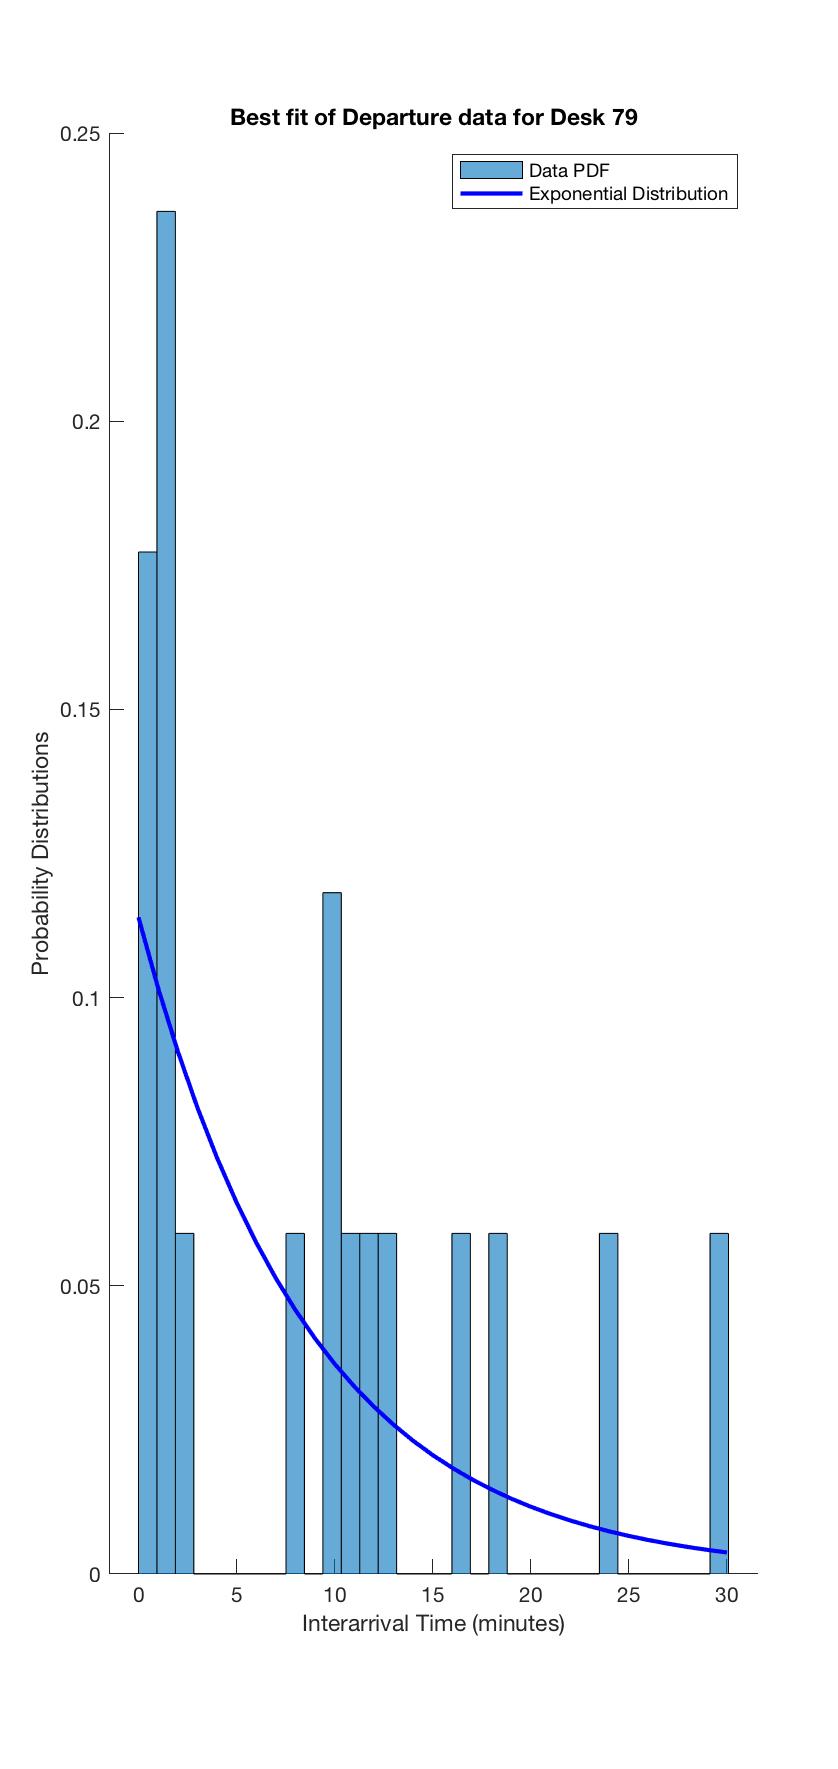 Best fit of Departure data for Desk 79
Data PDF
Exponential Distribution
0.25
0.2
0.15
0.1
0.05
0
Probability Distributions
0 5 10 15 20 25 30
Interarrival Time (minutes)